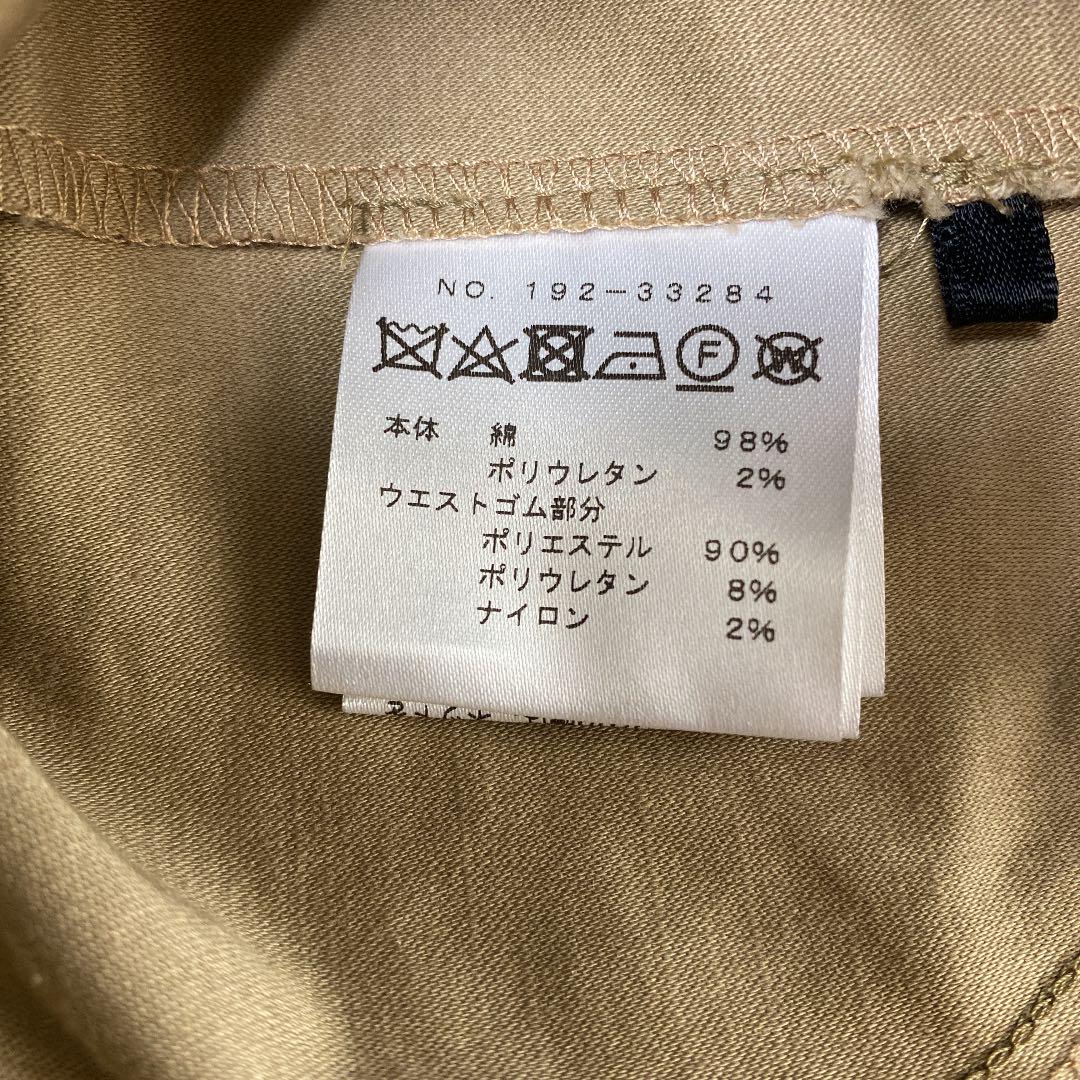 NO. 192-33284
F W
本体 綿 98%
ポリウレタン 2%
ウエストゴム部分
ポリエステル 90%
ポリウレタン 8%
ナイロン 2%